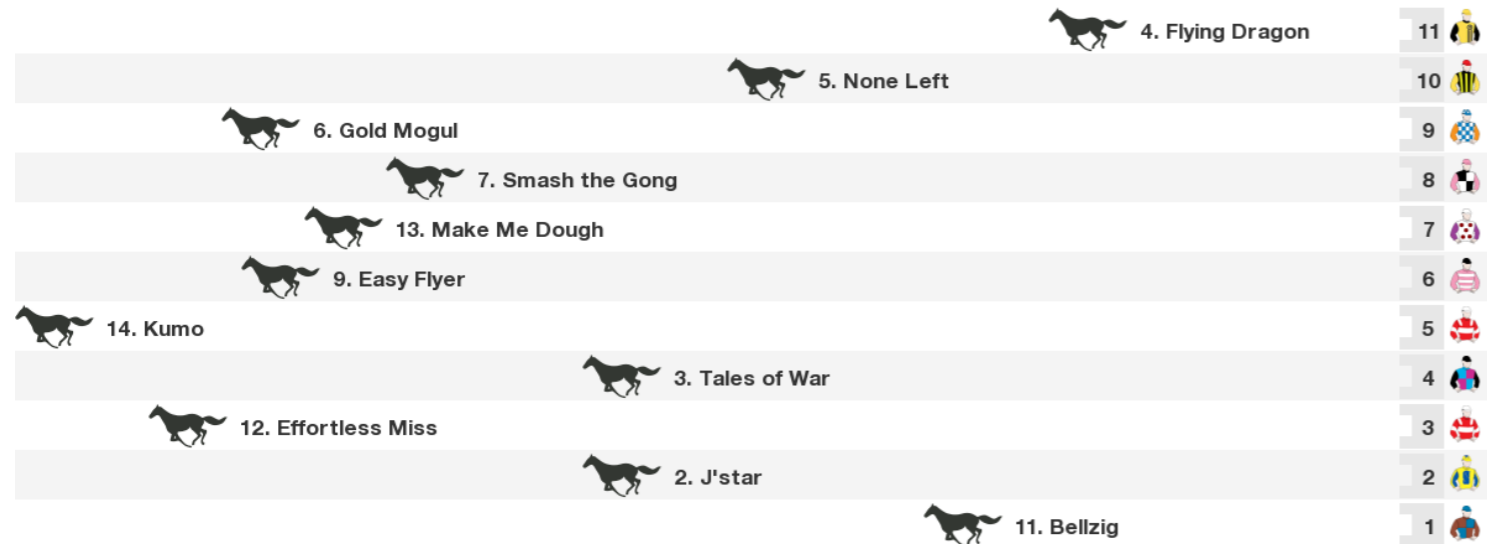 4. Flying Dragon 11
5. None Left 10
6. Gold Mogul 9
7. Smash the Gong 8
13. Make Me Dough 7
9. Easy Flyer 6
14. Kumo 5
3. Tales of War 4
12. Effortless Miss 3
2. J'star 2
11. Bellzig 1